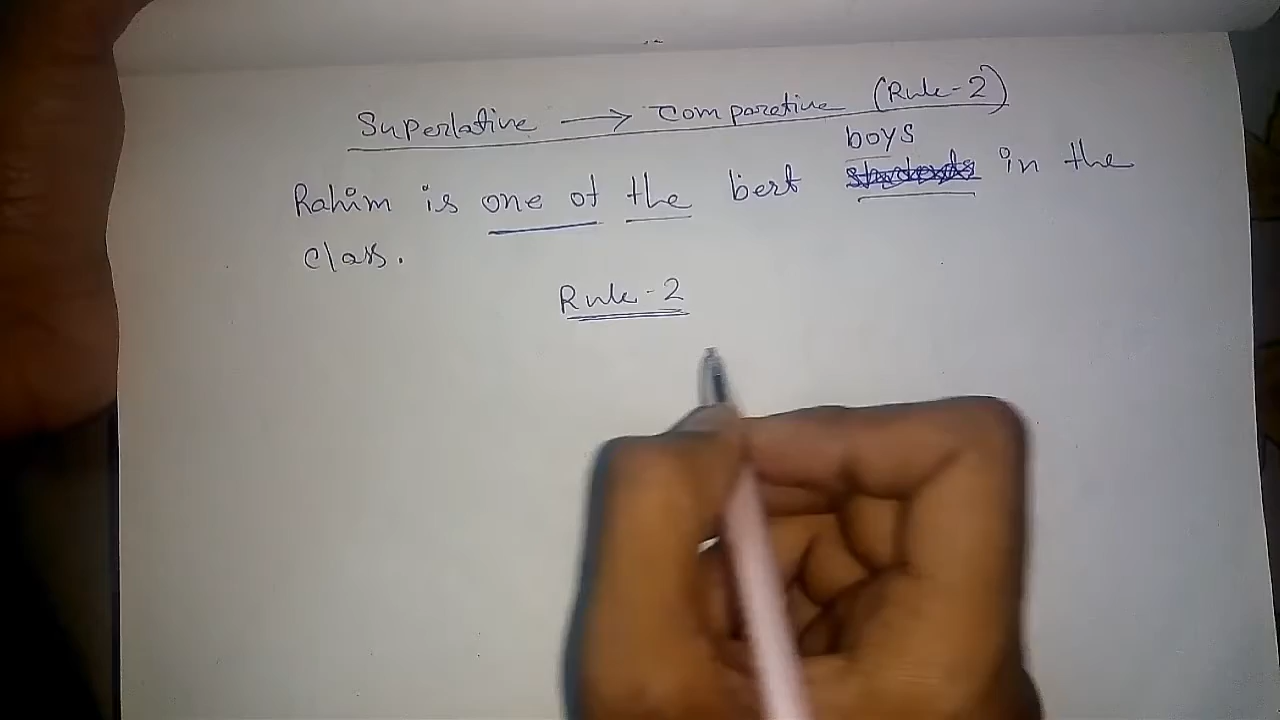 Superlative → Comparative (Rule-2)
Rahim is one of the best boys in the
class.
Rule-2